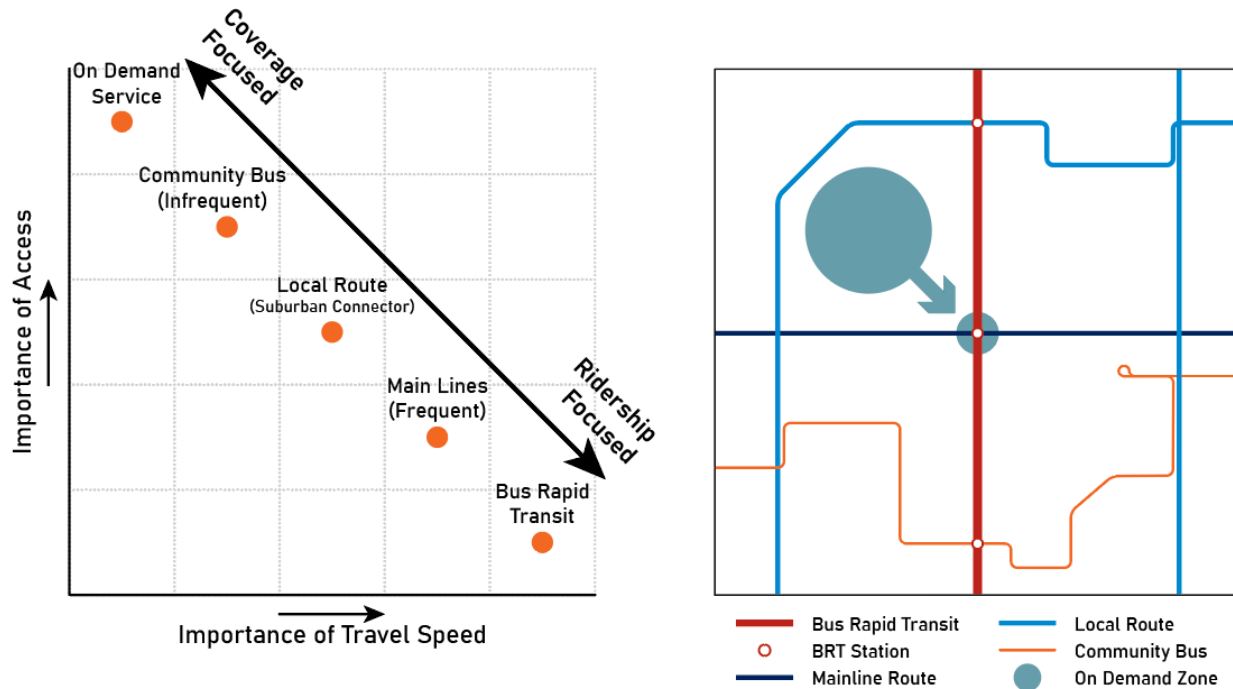 Coverage
Focused
On Demand
Service
Community Bus
(Infrequent)
Local Route
(Suburban Connector)
Main Lines
(Frequent)
Ridership
Focused
Bus Rapid
Transit
Importance of Access
Importance of Travel Speed
Bus Rapid Transit
BRT Station
Mainline Route
Local Route
Community Bus
On Demand Zone